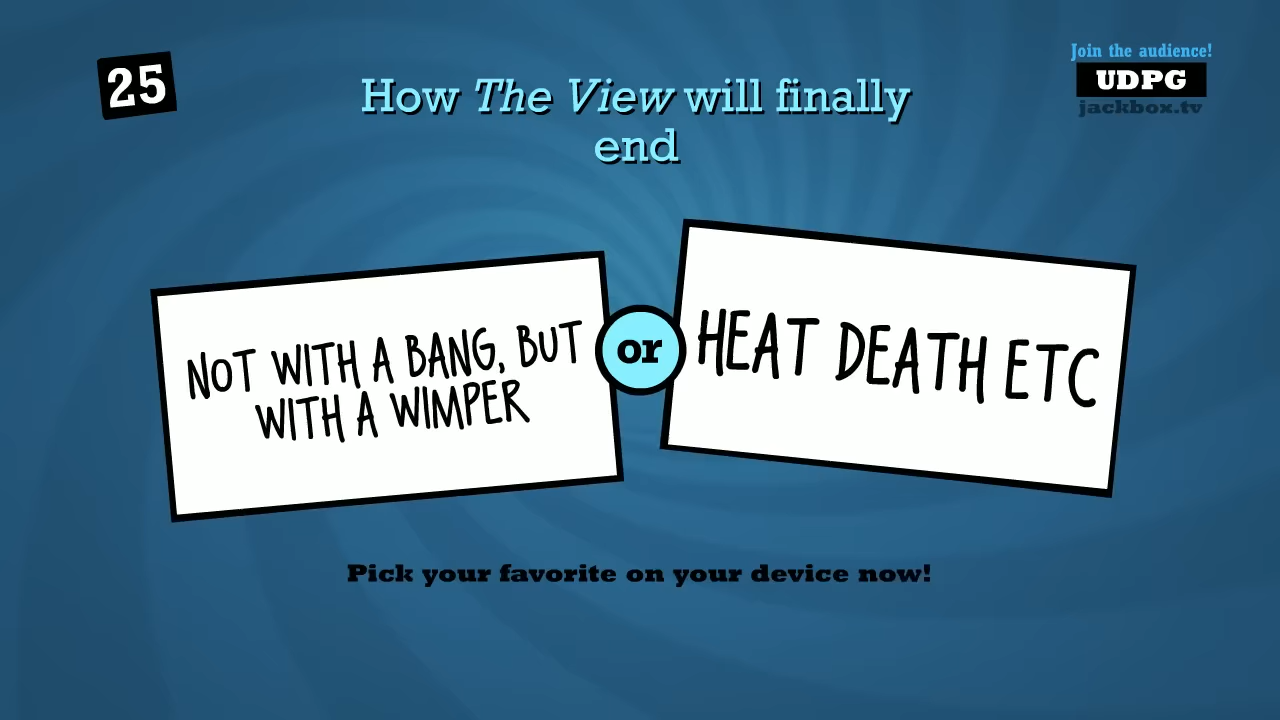 25
How The View will finally
end
Join the audience!
UDPG
jackbox.tv
NOT WITH A BANG, BUT
WITH A WIMPER
or
HEAT DEATH ETC
Pick your favorite on your device now!